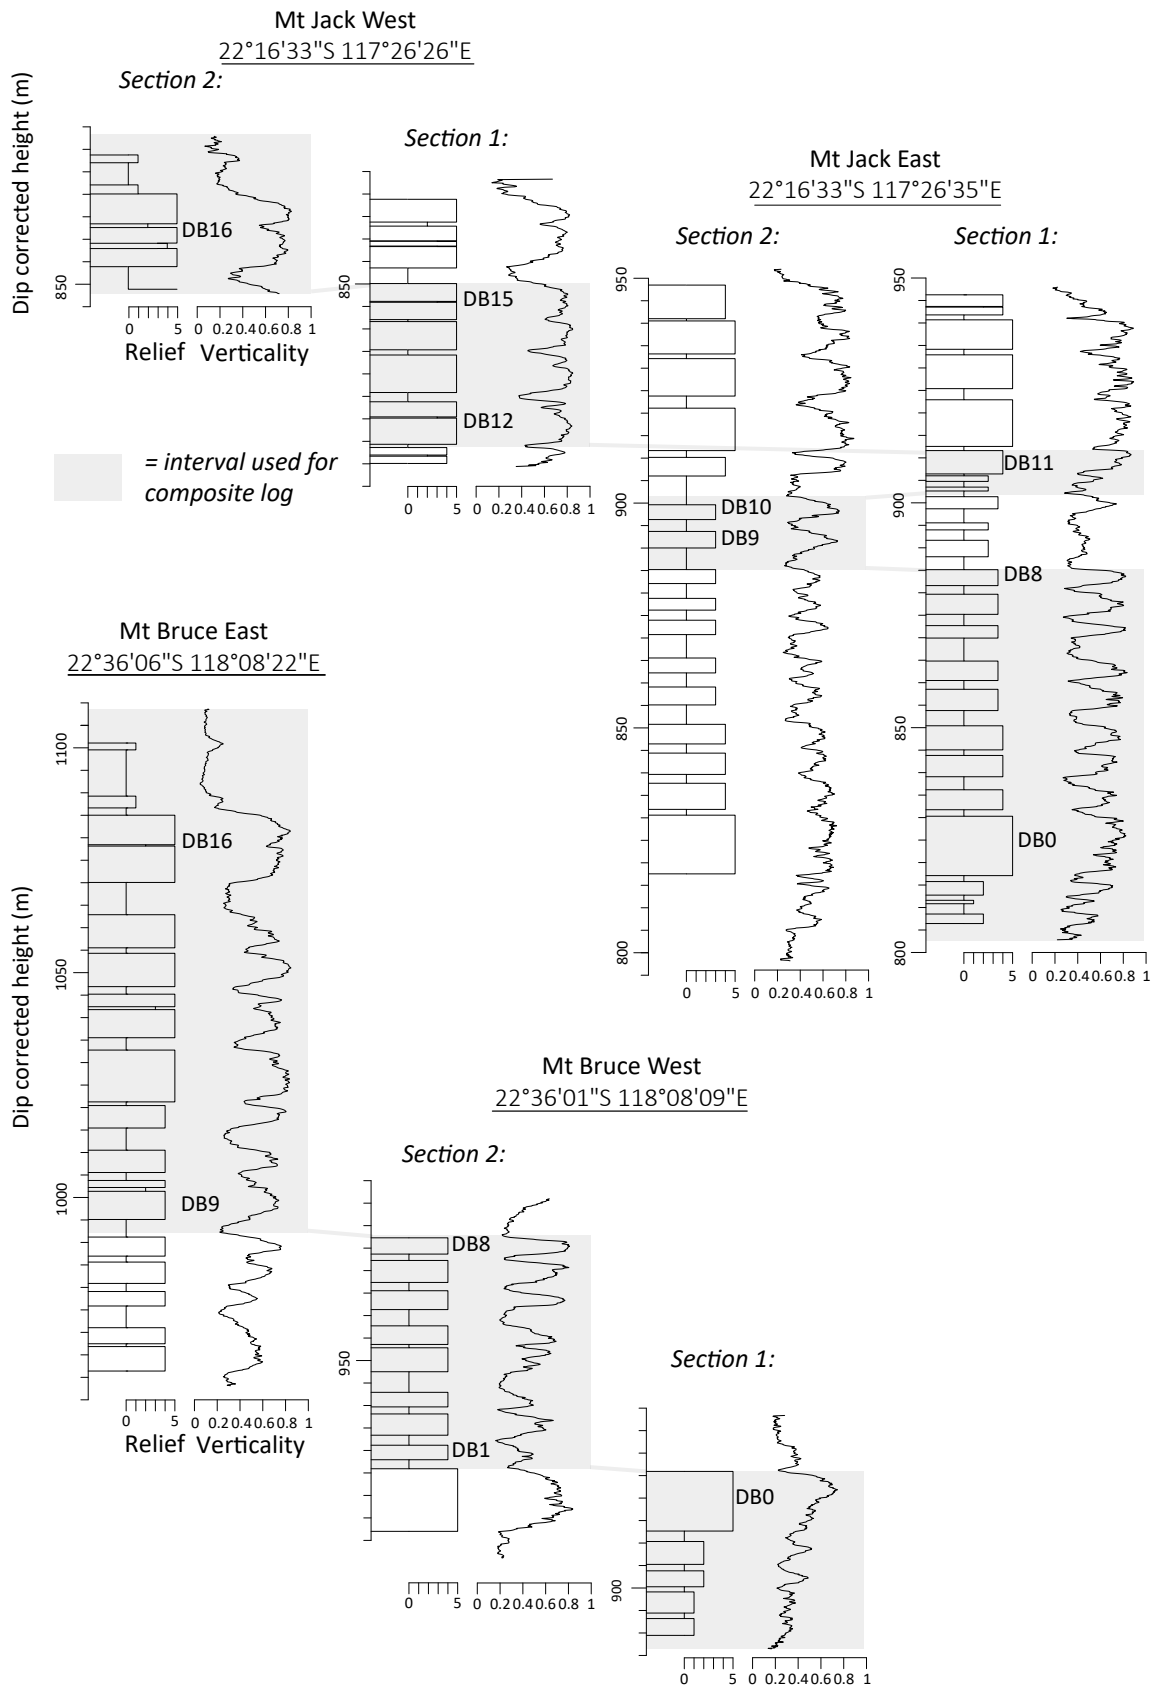 Mt Jack West
22°16'33"S 117°26'26"E
Section 2:
Section 1:
Dip corrected height (m)
850
DB16
0 5 0 0.2 0.4 0.6 0.8 1
Relief Verticality
850
DB15
DB12
0 5 0 0.2 0.4 0.6 0.8 1
= interval used for
composite log
Mt Jack East
22°16'33"S 117°26'35"E
Section 2:
Section 1:
950
900
850
800
DB10
DB9
0 5 0 0.2 0.4 0.6 0.8 1
950
900
850
800
DB11
DB8
DB0
0 5 0 0.2 0.4 0.6 0.8 1
Mt Bruce East
22°36'06"S 118°08'22"E
Dip corrected height (m)
1100
1050
1000
DB16
DB9
0 5 0 0.2 0.4 0.6 0.8 1
Relief Verticality
Mt Bruce West
22°36'01"S 118°08'09"E
Section 2:
950
DB8
DB1
0 5 0 0.2 0.4 0.6 0.8 1
Section 1:
900
DB0
0 5 0 0.2 0.4 0.6 0.8 1